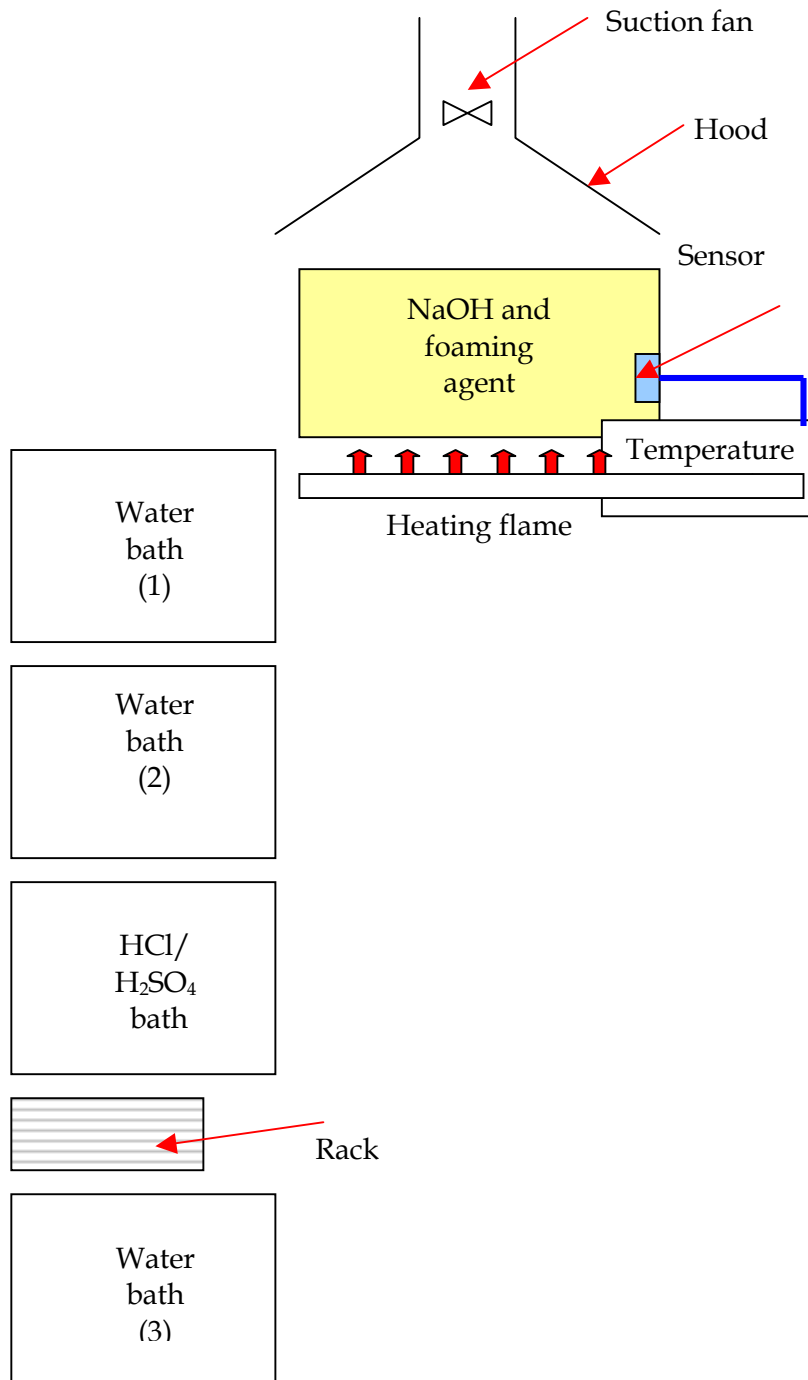 Suction fan
Hood
Sensor
NaOH and
foaming
agent
Temperature
Heating flame
Water
bath
(1)
Water
bath
(2)
HCl/
H₂SO₄
bath
Rack
Water
bath
(3)